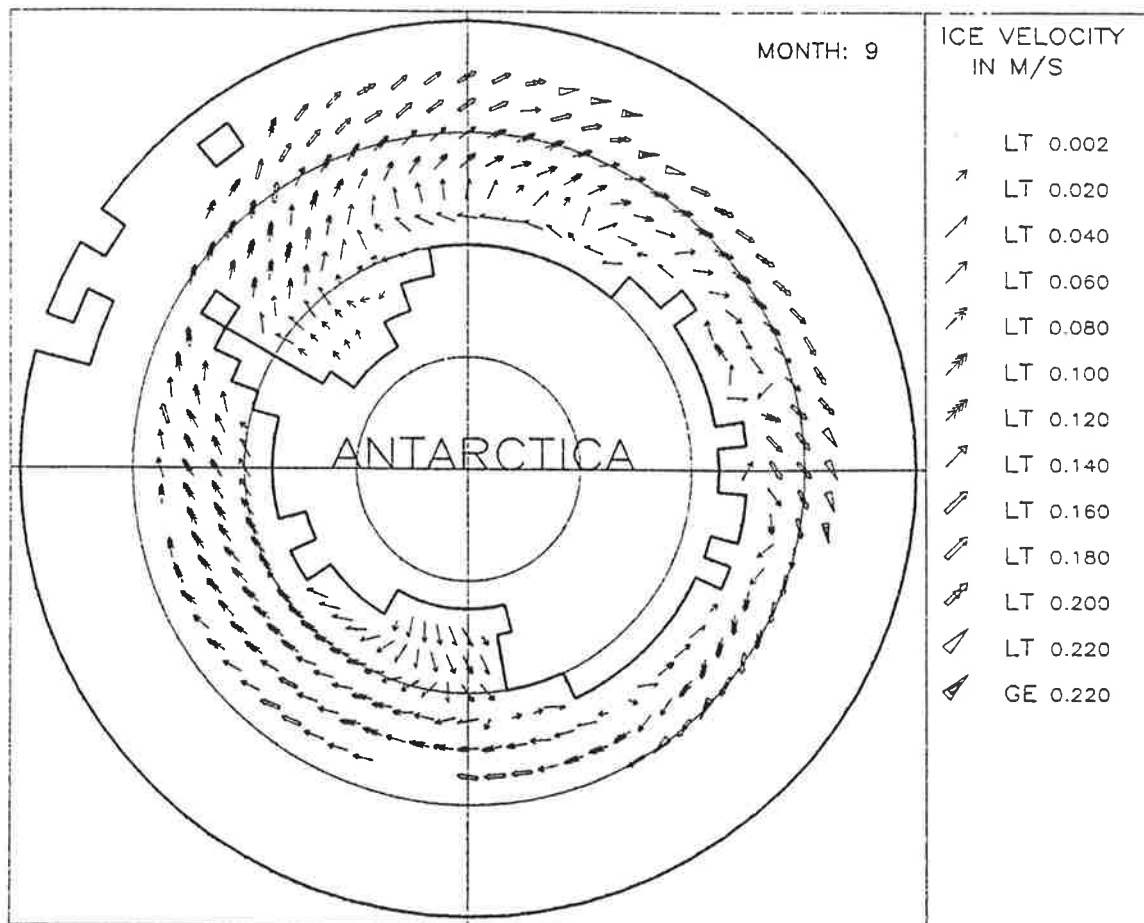 MONTH: 9
ICE VELOCITY
IN M/S
LT 0.002
LT 0.020
LT 0.040
LT 0.060
LT 0.080
LT 0.100
LT 0.120
LT 0.140
LT 0.160
LT 0.180
LT 0.200
LT 0.220
GE 0.220
ANTARCTICA